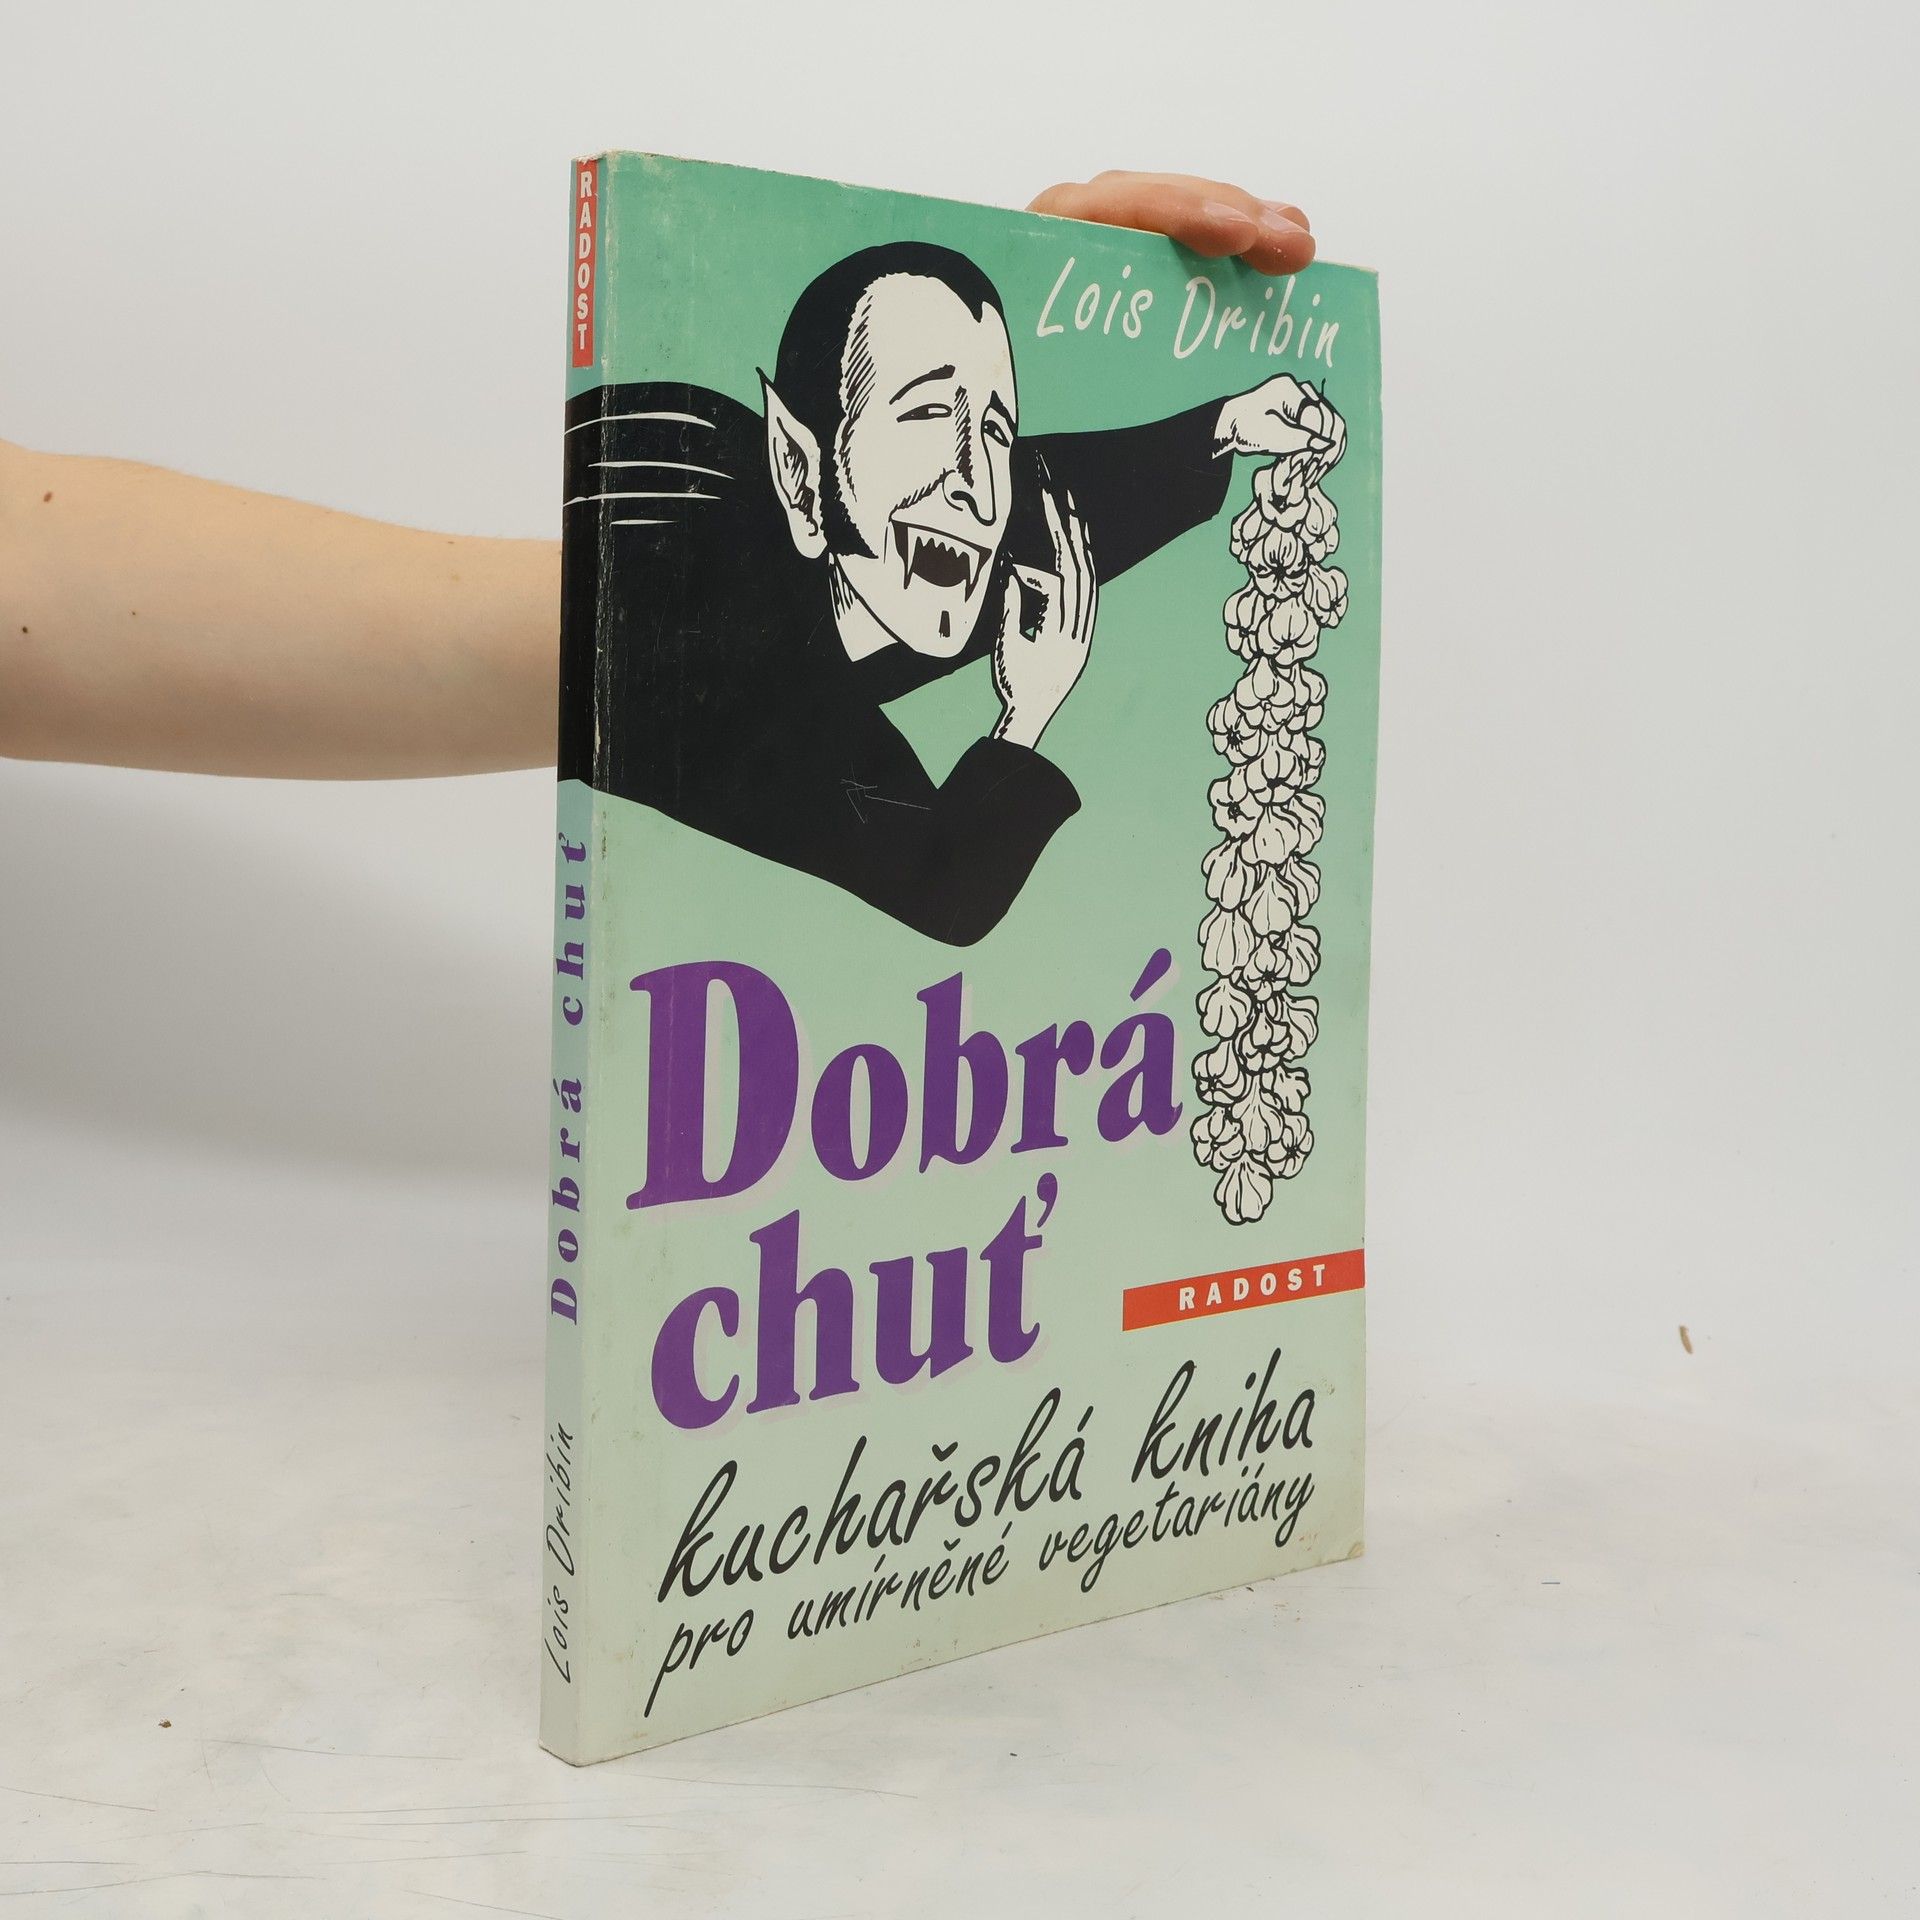 RADOST
Dobrá chuť
Lois Dribin
Lois Dribin
Dobrá
chuť
RADOST
kuchařská kniha
pro umírněné vegetariány